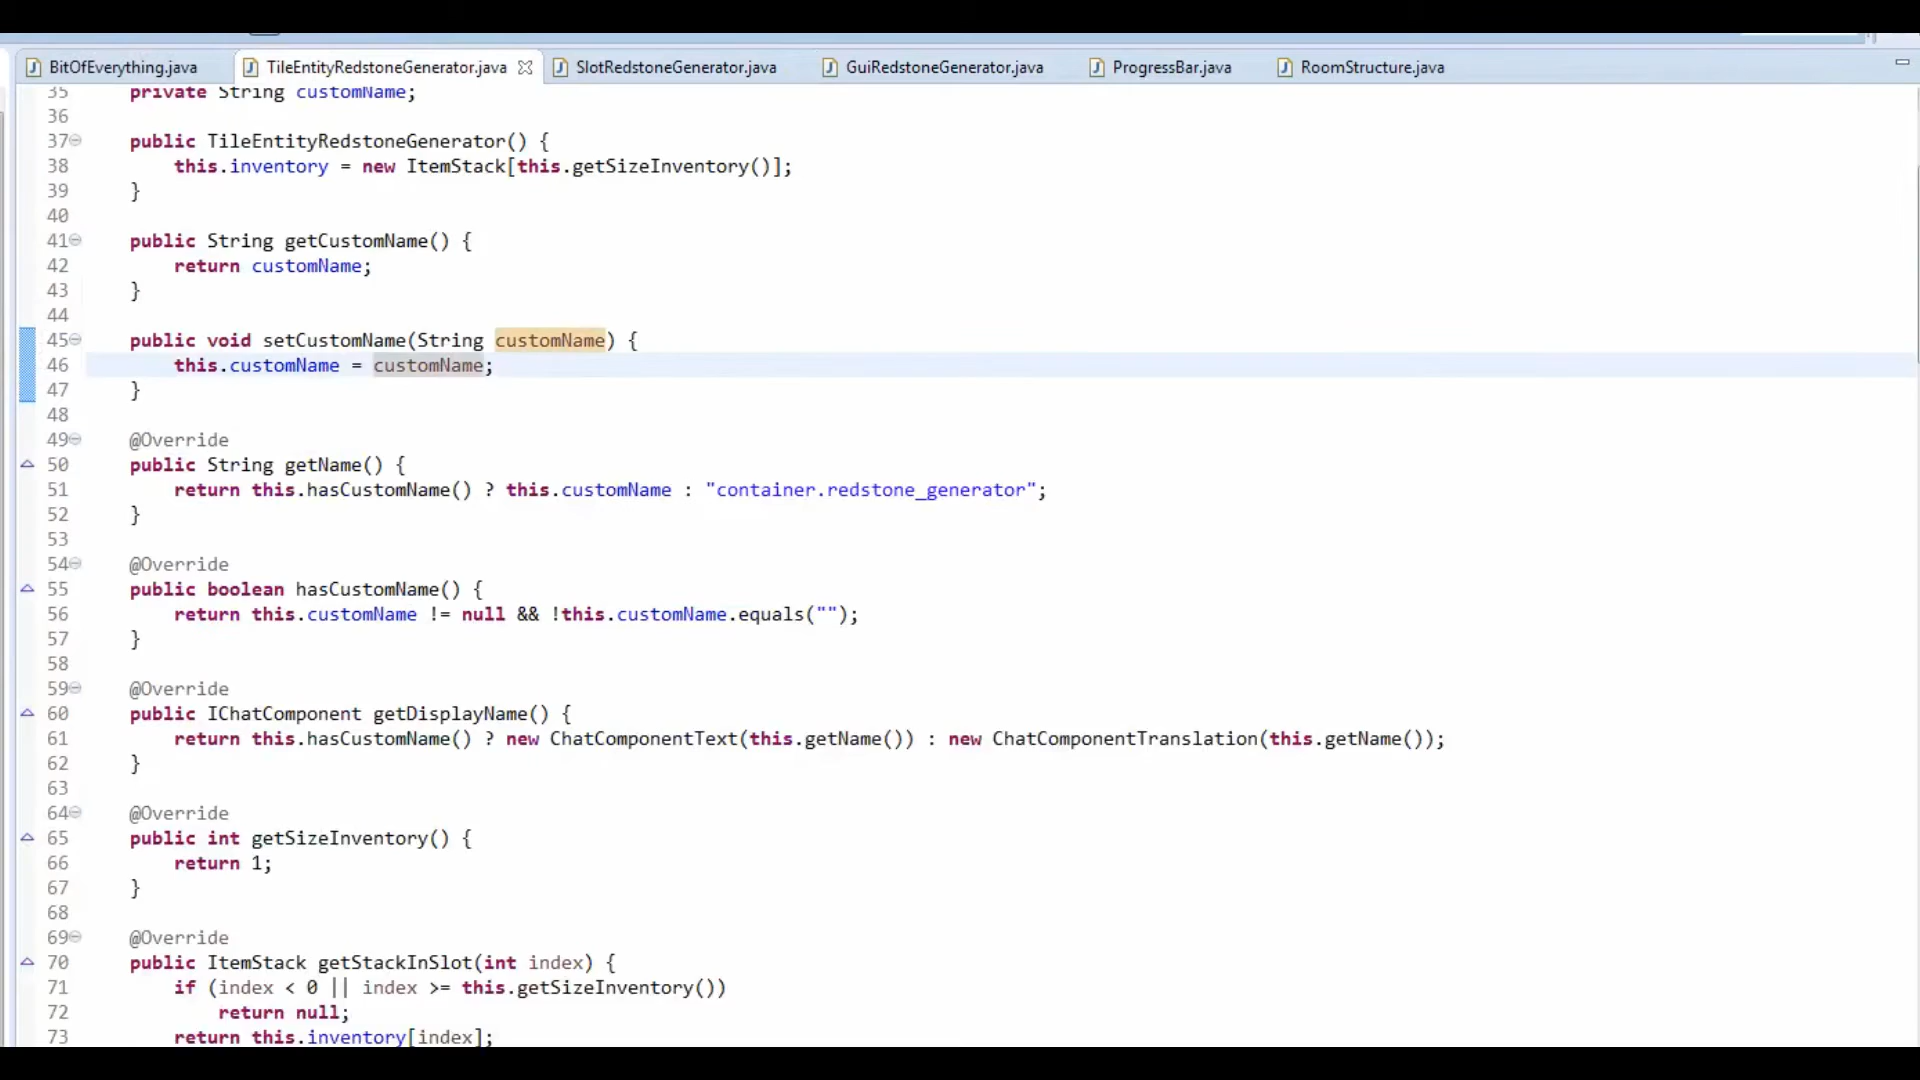 BitOfEverything.java TileEntityRedstoneGenerator.java SlotRedstoneGenerator.java GuiRedstoneGenerator.java ProgressBar.java RoomStructure.java
35 private String customName;
36
37 public TileEntityRedstoneGenerator() {
38 this.inventory = new ItemStack[this.getSizeInventory()];
39 }
40
41 public String getCustomName() {
42 return customName;
43 }
44
45 public void setCustomName(String customName) {
46 this.customName = customName;
47 }
48
49 @Override
50 public String getName() {
51 return this.hasCustomName() ? this.customName : "container.redstone_generator";
52 }
53
54 @Override
55 public boolean hasCustomName() {
56 return this.customName != null && !this.customName.equals("");
57 }
58
59 @Override
60 public IChatComponent getDisplayName() {
61 return this.hasCustomName() ? new ChatComponentText(this.getName()) : new ChatComponentTranslation(this.getName());
62 }
63
64 @Override
65 public int getSizeInventory() {
66 return 1;
67 }
68
69 @Override
70 public ItemStack getStackInSlot(int index) {
71 if (index < 0 || index >= this.getSizeInventory())
72 return null;
73 return this.inventory[index];